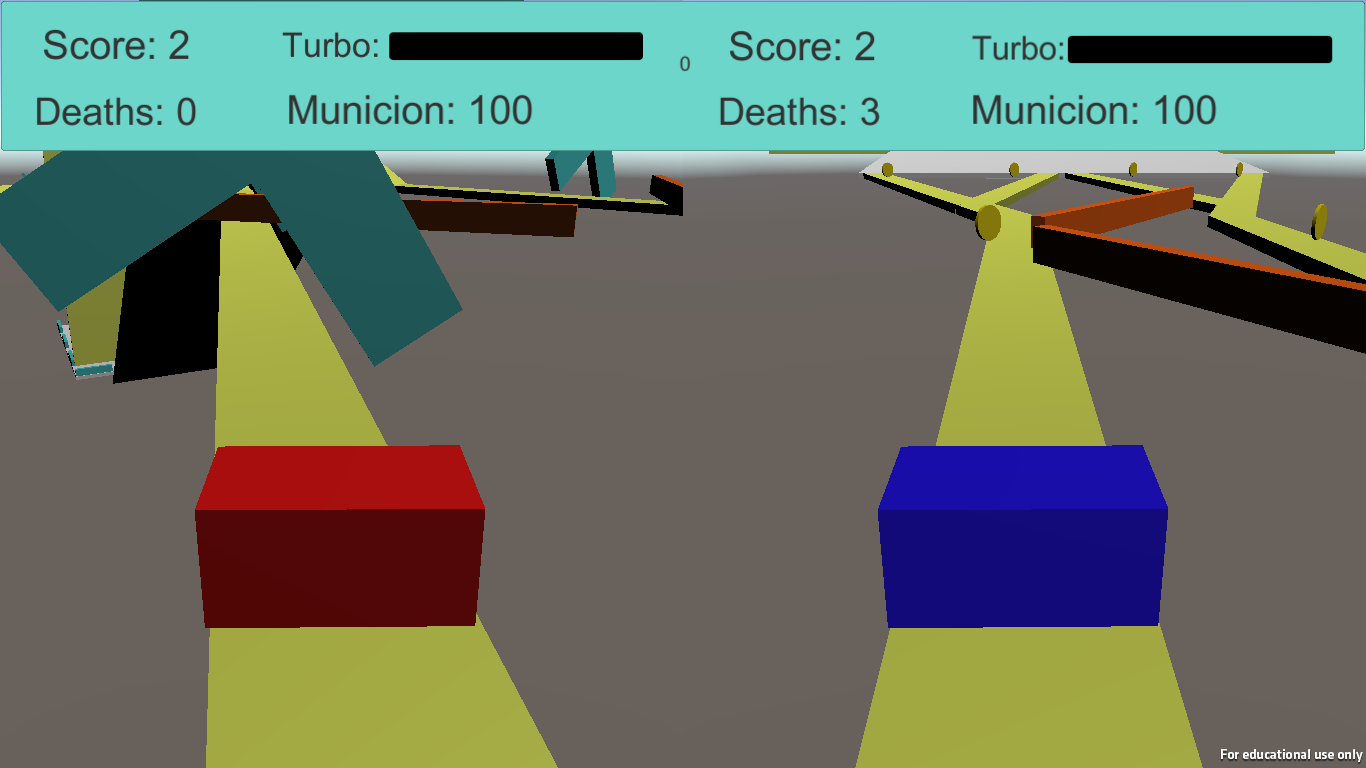 Score: 2 Turbo:
Deaths: 0 Municion: 100
0
Score: 2 Turbo:
Deaths: 3 Municion: 100
For educational use only